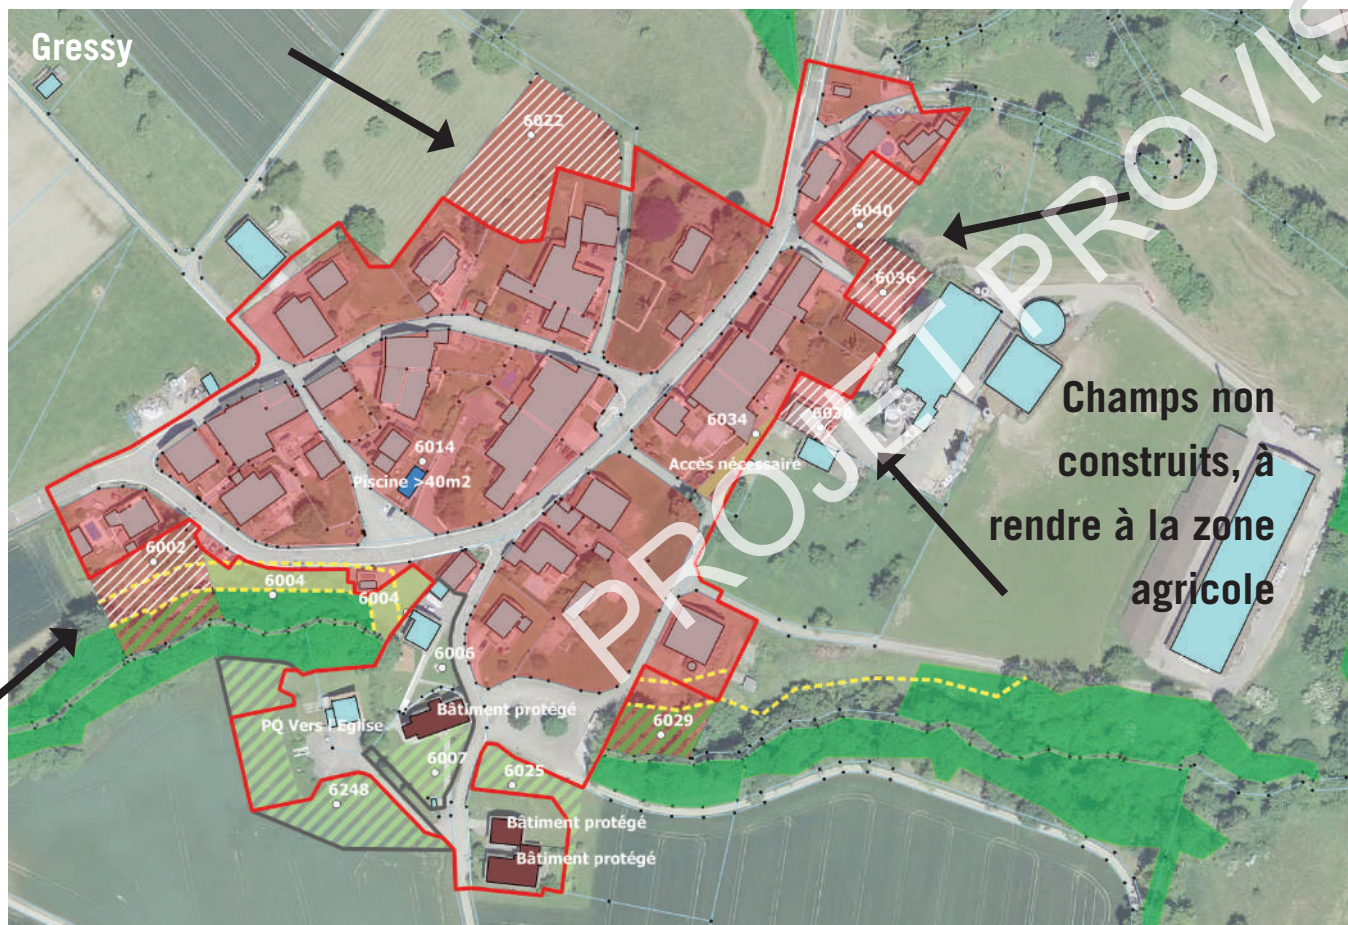 Gressy
PROJET PROVIS
6022
6040
6036
Champs non
construits, à
rendre à la zone
agricole
6038
6034
Accès nécessaire
6014
Piscine >40m2
6002
6004
6004
6006
Bâtiment protégé
PQ Vers l'Eglise
6029
6007
6025
6248
Bâtiment protégé
Bâtiment protégé